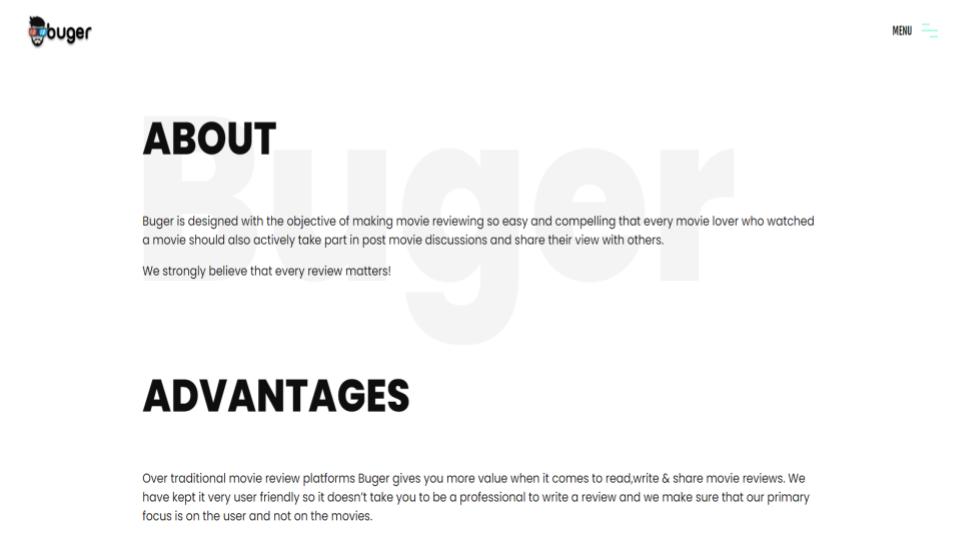 buger
MENU
Buger
ABOUT
Buger is designed with the objective of making movie reviewing so easy and compelling that every movie lover who watched
a movie should also actively take part in post movie discussions and share their view with others.
We strongly believe that every review matters!
ADVANTAGES
Over traditional movie review platforms Buger gives you more value when it comes to read,write & share movie reviews. We
have kept it very user friendly so it doesn't take you to be a professional to write a review and we make sure that our primary
focus is on the user and not on the movies.